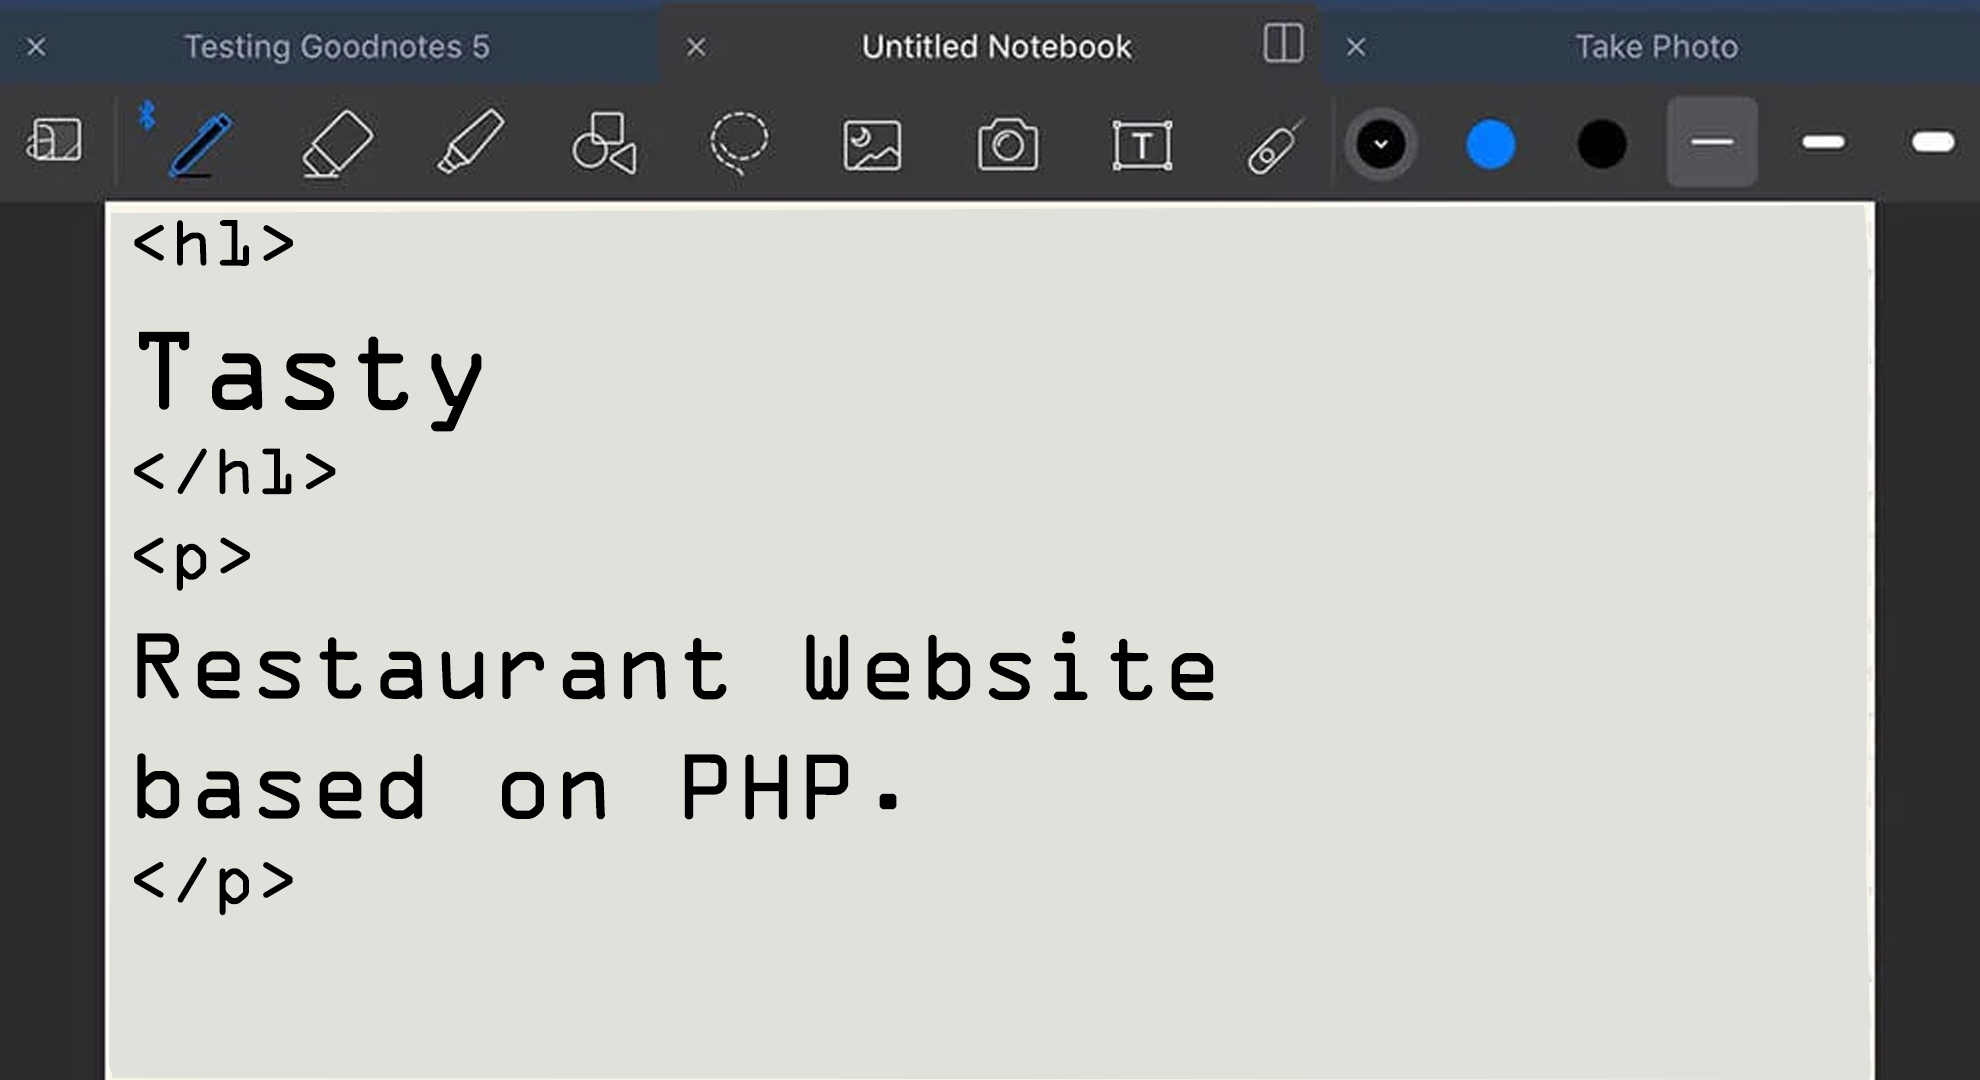 Testing Goodnotes 5
Untitled Notebook
Take Photo
T
<h1>
Tasty
</h1>
<p>
Restaurant Website
based on PHP.
</p>